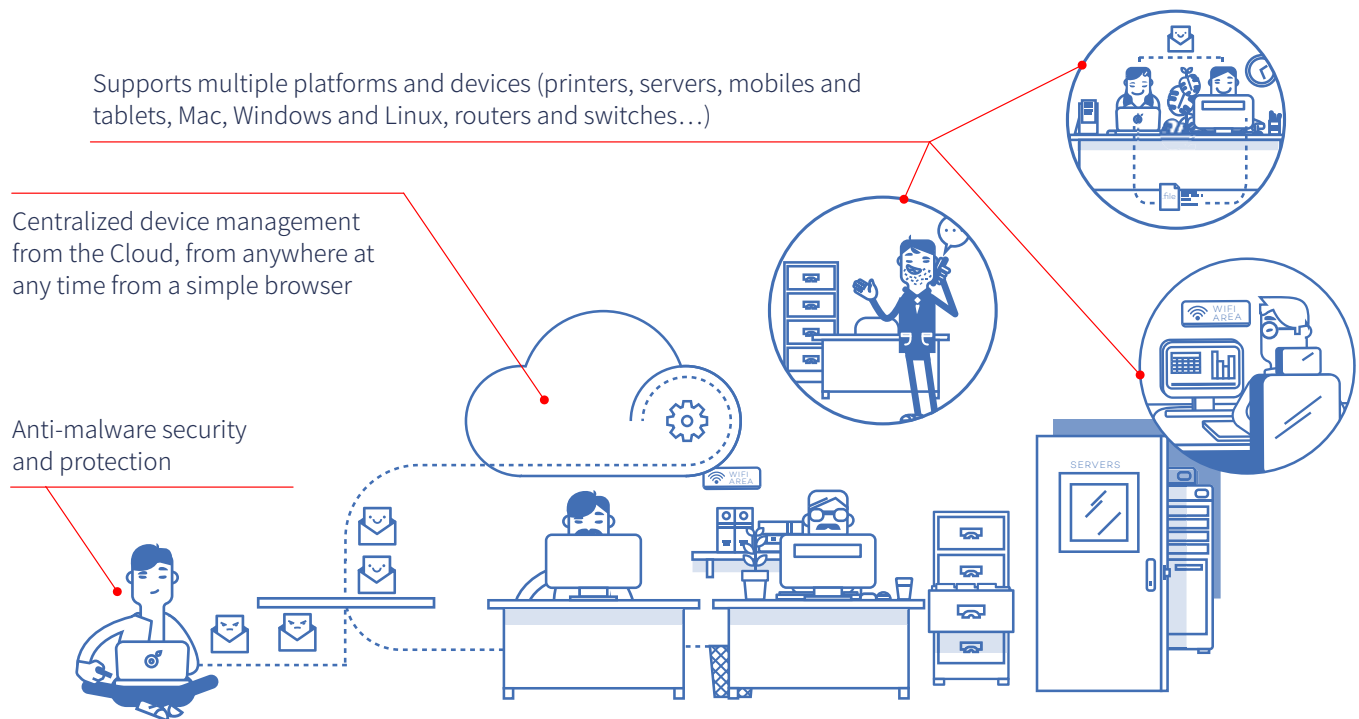 Supports multiple platforms and devices (printers, servers, mobiles and
tablets, Mac, Windows and Linux, routers and switches…)
Centralized device management
from the Cloud, from anywhere at
any time from a simple browser
Anti-malware security
and protection
file
WIFI
AREA
WIFI
AREA
SERVERS